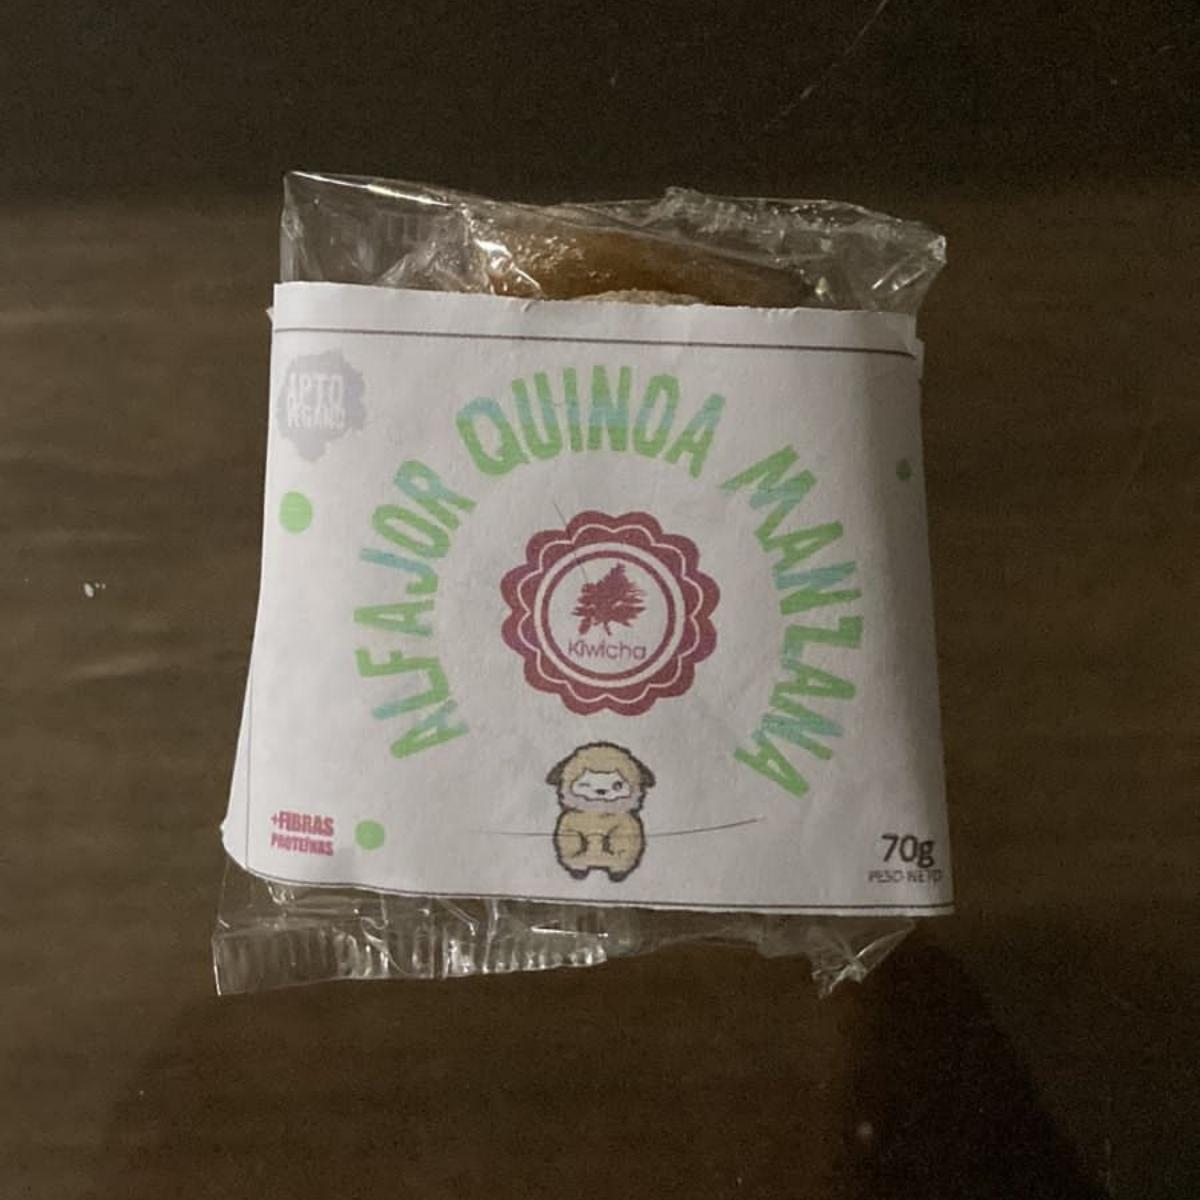 APTO
VEGANO
ALFAJOR QUINOA MANZANA
Kiwicha
+FIBRAS
PROTEÍNAS
70g
PESO NETO